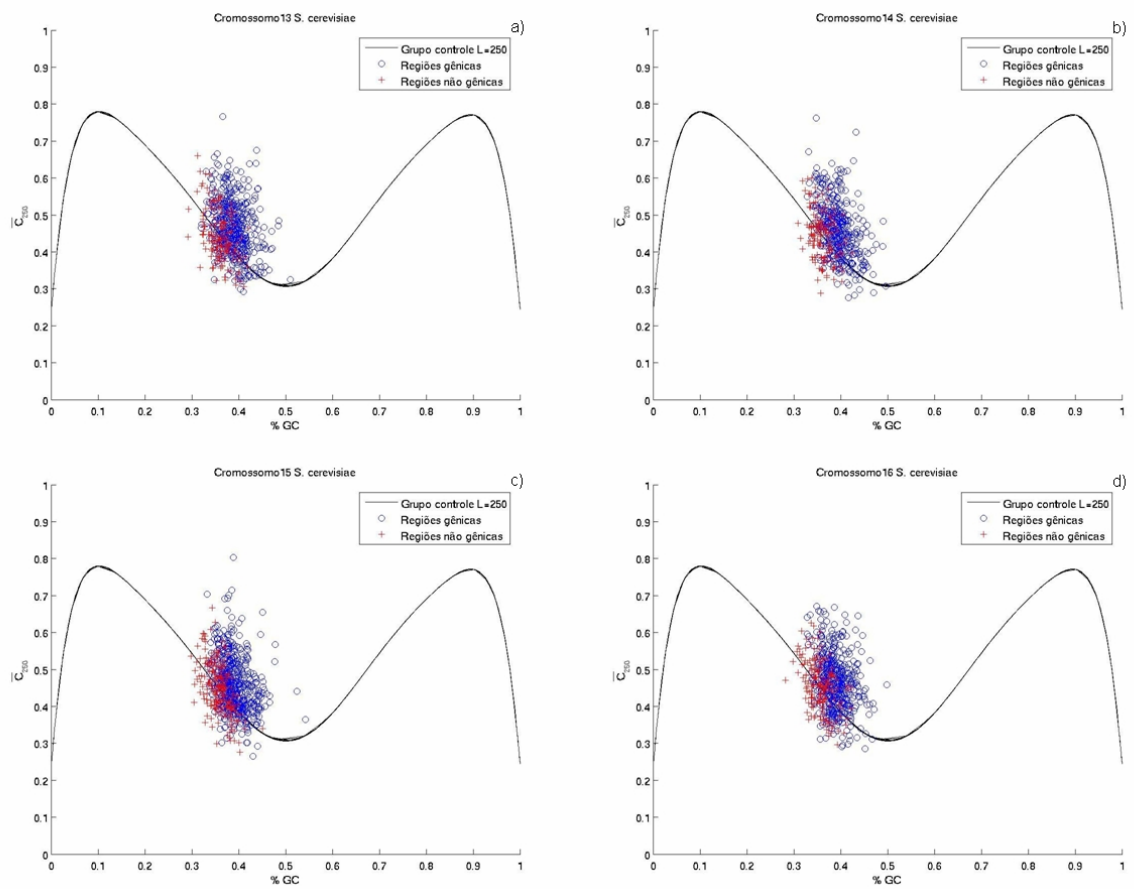 Cromossomo13 S. cerevisiae
a)
Grupo controle L=250
Regiões gênicas
Regiões não gênicas
1
0.9
0.8
0.7
0.6
0.5
0.4
0.3
0.2
0.1
0
C250
0 0.1 0.2 0.3 0.4 0.5 0.6 0.7 0.8 0.9 1
% GC
Cromossomo14 S. cerevisiae
b)
Grupo controle L=250
Regiões gênicas
Regiões não gênicas
1
0.9
0.8
0.7
0.6
0.5
0.4
0.3
0.2
0.1
0
C250
0 0.1 0.2 0.3 0.4 0.5 0.6 0.7 0.8 0.9 1
% GC
Cromossomo15 S. cerevisiae
c)
Grupo controle L=250
Regiões gênicas
Regiões não gênicas
1
0.9
0.8
0.7
0.6
0.5
0.4
0.3
0.2
0.1
0
C250
0 0.1 0.2 0.3 0.4 0.5 0.6 0.7 0.8 0.9 1
% GC
Cromossomo16 S. cerevisiae
d)
Grupo controle L=250
Regiões gênicas
Regiões não gênicas
1
0.9
0.8
0.7
0.6
0.5
0.4
0.3
0.2
0.1
0
C250
0 0.1 0.2 0.3 0.4 0.5 0.6 0.7 0.8 0.9 1
% GC